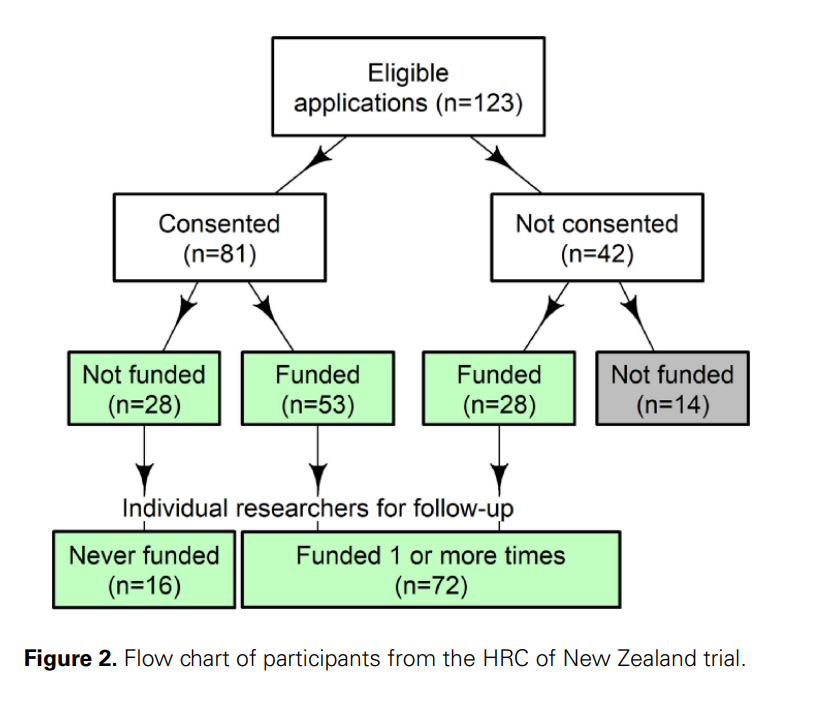 Eligible
applications (n=123)
Consented
(n=81)
Not consented
(n=42)
Not funded
(n=28)
Funded
(n=53)
Funded
(n=28)
Not funded
(n=14)
Individual researchers for follow-up
Never funded
(n=16)
Funded 1 or more times
(n=72)
Figure 2. Flow chart of participants from the HRC of New Zealand trial.